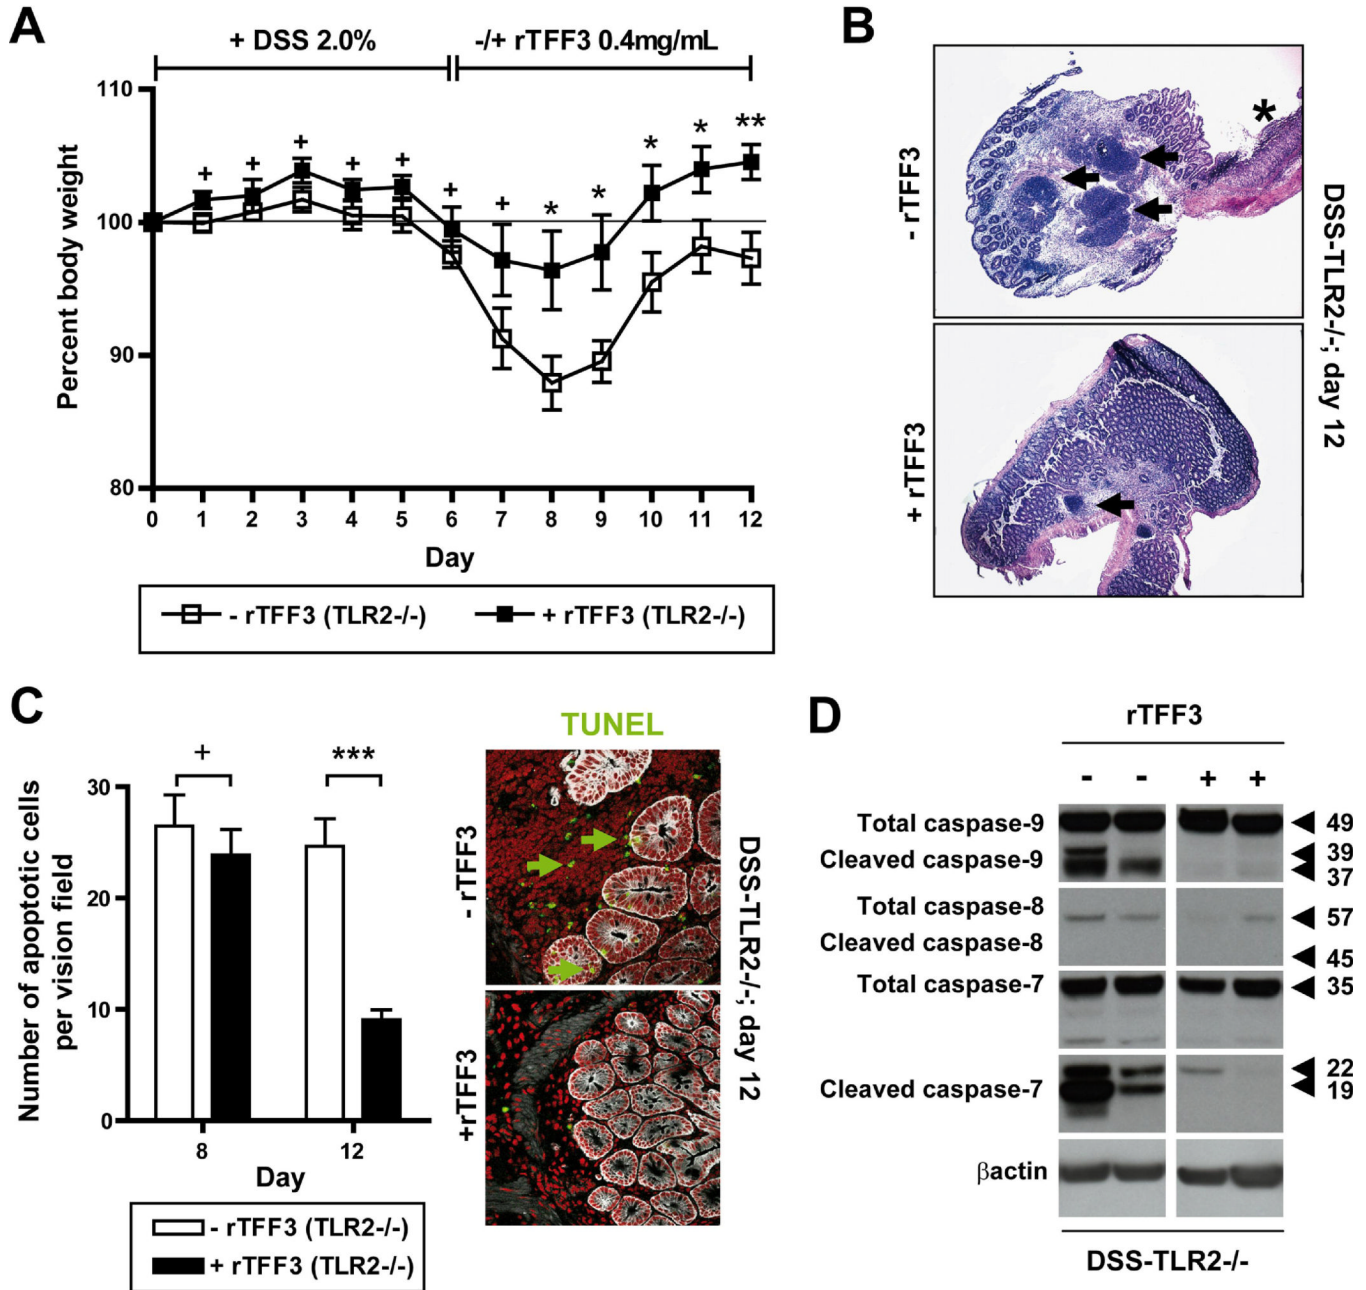 A
+ DSS 2.0%
-/+ rTFF3 0.4mg/mL
Percent body weight
110
100
90
80
+ + + + + + + * * * * **
0 1 2 3 4 5 6 7 8 9 10 11 12
Day
- rTFF3 (TLR2-/-)
+ rTFF3 (TLR2-/-)
B
- rTFF3
*
+ rTFF3
DSS-TLR2-/-; day 12
C
Number of apoptotic cells
per vision field
30
20
10
0
+
***
8
12
Day
- rTFF3 (TLR2-/-)
+ rTFF3 (TLR2-/-)
TUNEL
- rTFF3
+rTFF3
DSS-TLR2-/-; day 12
D
rTFF3
- - + +
Total caspase-9
49
Cleaved caspase-9
39
37
Total caspase-8
57
Cleaved caspase-8
45
Total caspase-7
35
Cleaved caspase-7
22
19
βactin
DSS-TLR2-/-